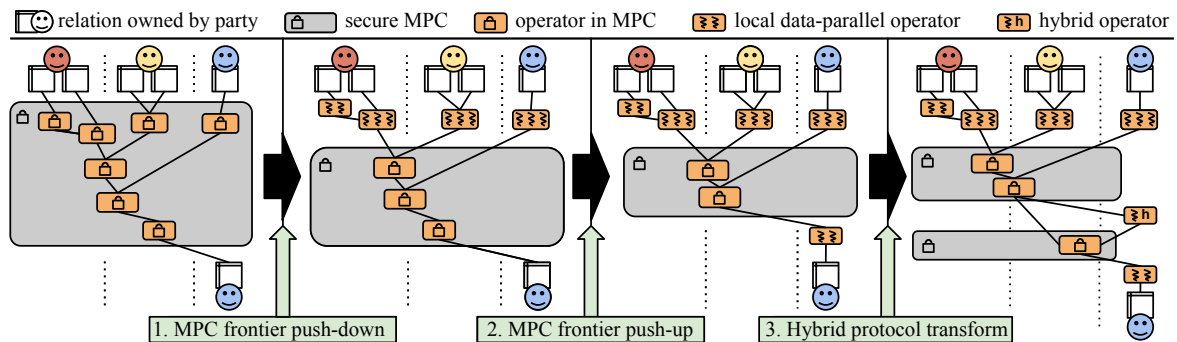 relation owned by party secure MPC operator in MPC local data-parallel operator h hybrid operator
h
1. MPC frontier push-down 2. MPC frontier push-up 3. Hybrid protocol transform